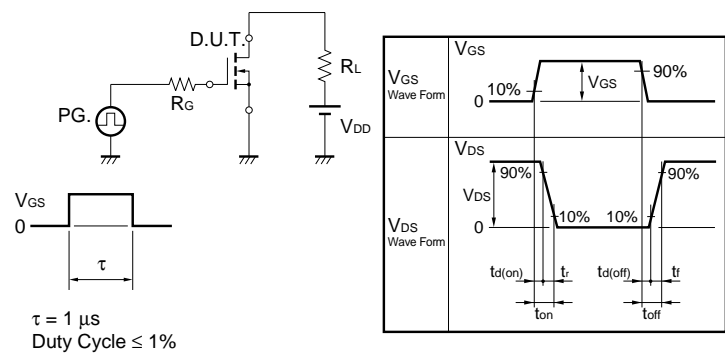 D.U.T.
RL
RG
PG.
VDD
VGS
0
τ
τ = 1 μs
Duty Cycle ≤ 1%
VGS
Wave Form
VGS
10%
VGS
90%
0
VDS
Wave Form
VDS
90%
VDS
90%
10%
10%
0
td(on)
tr
td(off)
tf
ton
toff